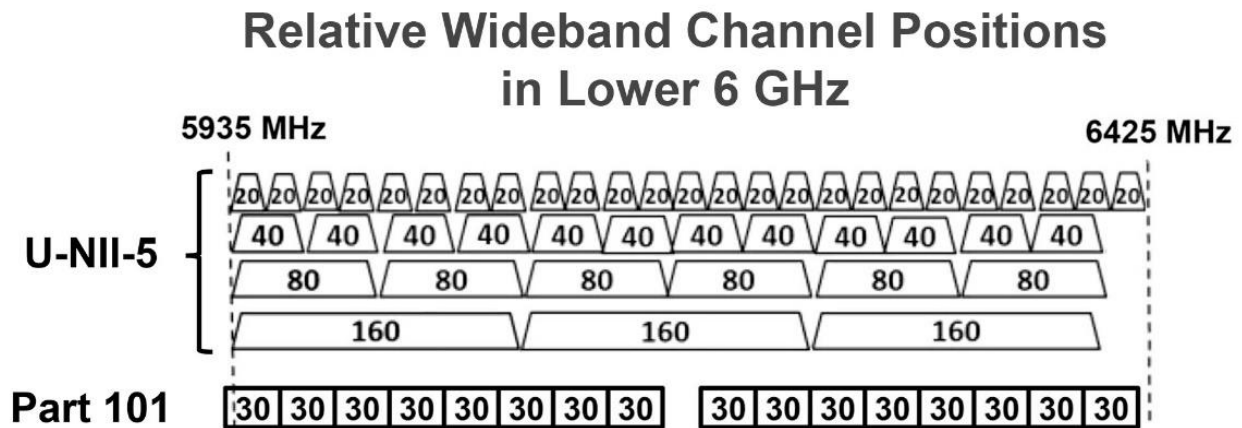 Relative Wideband Channel Positions
in Lower 6 GHz
5935 MHz 6425 MHz
20 20 20 20 20 20 20 20 20 20 20 20 20 20 20 20 20 20 20 20 20 20 20 20 20
40 40 40 40 40 40 40 40 40 40 40 40
U-NII-5
80 80 80 80 80 80
160 160 160
Part 101 30 30 30 30 30 30 30 30 30 30 30 30 30 30 30 30